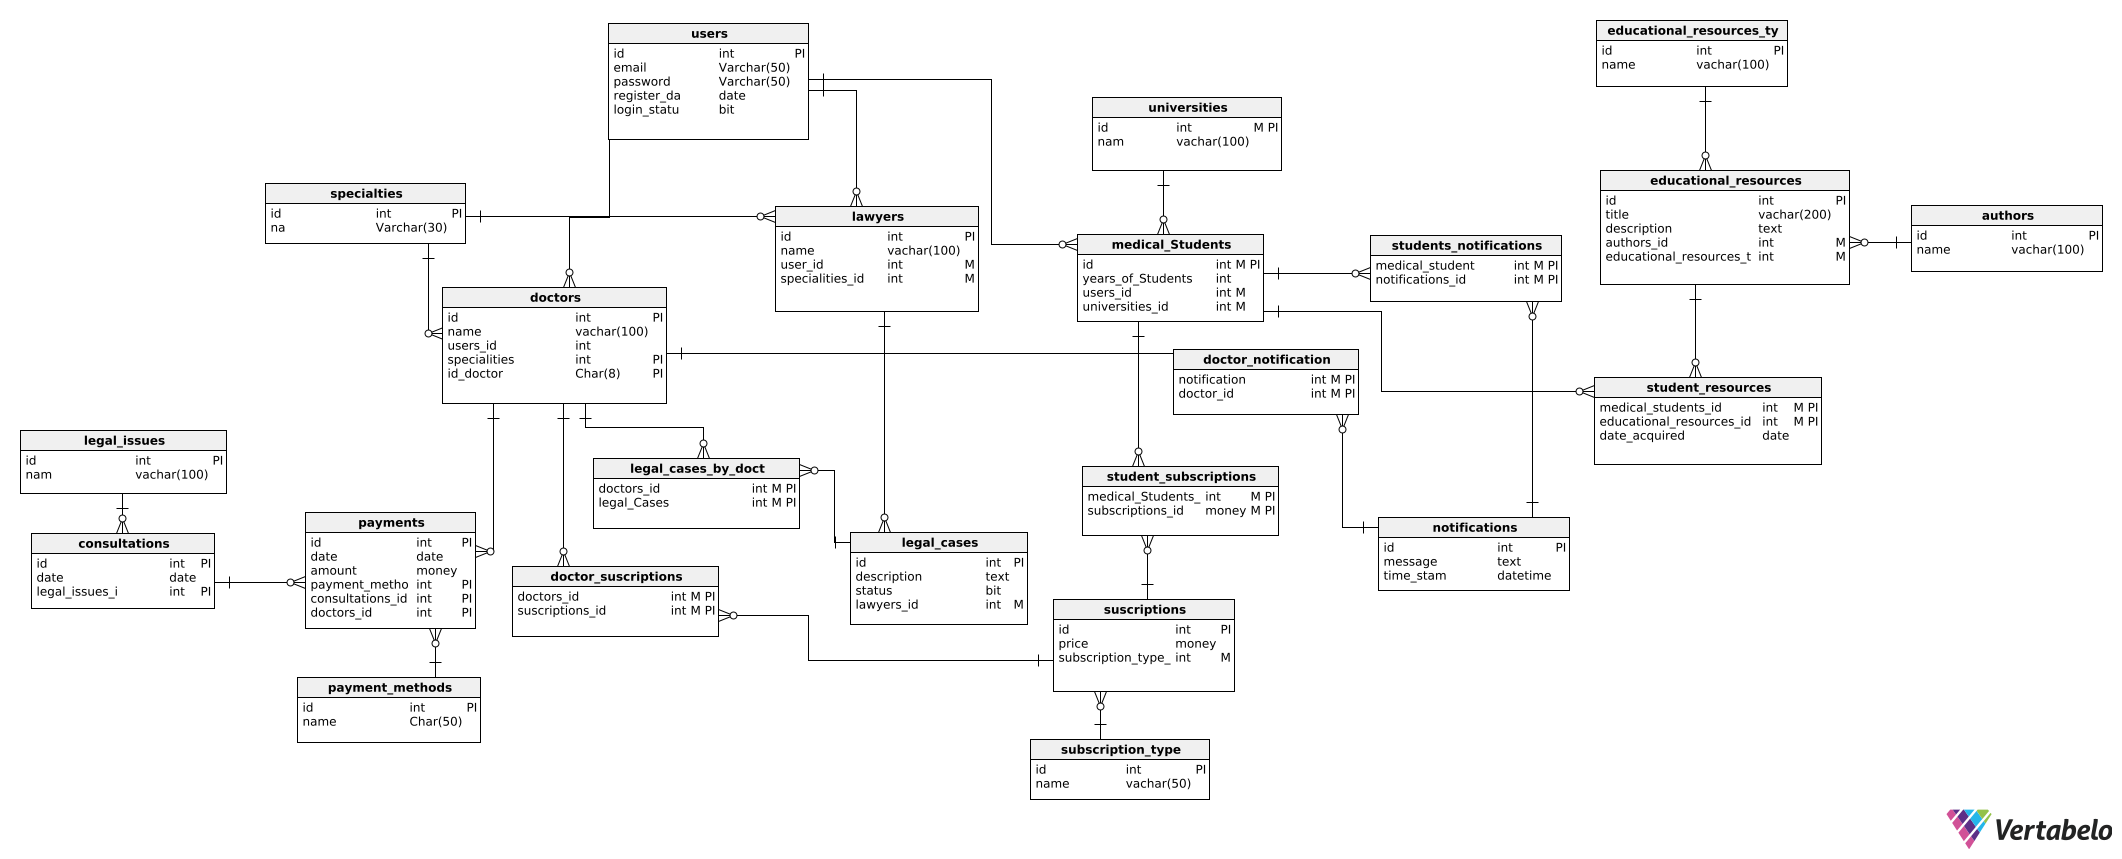 users
id int PI
email Varchar(50)
password Varchar(50)
register_da date
login_statu bit
educational_resources_ty
id int PI
name vachar(100)
universities
id int M PI
nam vachar(100)
specialties
id int PI
na Varchar(30)
lawyers
id int PI
name vachar(100)
user_id int M
specialities_id int M
medical_Students
id int M PI
years_of_Students int
users_id int M
universities_id int M
students_notifications
medical_student int M PI
notifications_id int M PI
educational_resources
id int PI
title vachar(200)
description text
authors_id int M
educational_resources_t int M
authors
id int PI
name vachar(100)
doctors
id int PI
name vachar(100)
users_id int
specialities int PI
id_doctor Char(8) PI
doctor_notification
notification int M PI
doctor_id int M PI
student_resources
medical_students_id int M PI
educational_resources_id int M PI
date_acquired date
legal_issues
id int PI
nam vachar(100)
legal_cases_by_doct
doctors_id int M PI
legal_Cases int M PI
student_subscriptions
medical_Students_ int M PI
subscriptions_id money M PI
consultations
id int PI
date date
legal_issues_i int PI
payments
id int PI
date date
amount money
payment_metho int PI
consultations_id int PI
doctors_id int PI
legal_cases
id int PI
description text
status bit
lawyers_id int M
notifications
id int PI
message text
time_stam datetime
doctor_suscriptions
doctors_id int M PI
suscriptions_id int M PI
suscriptions
id int PI
price money
subscription_type_ int M
payment_methods
id int PI
name Char(50)
subscription_type
id int PI
name vachar(50)
Vertabelo